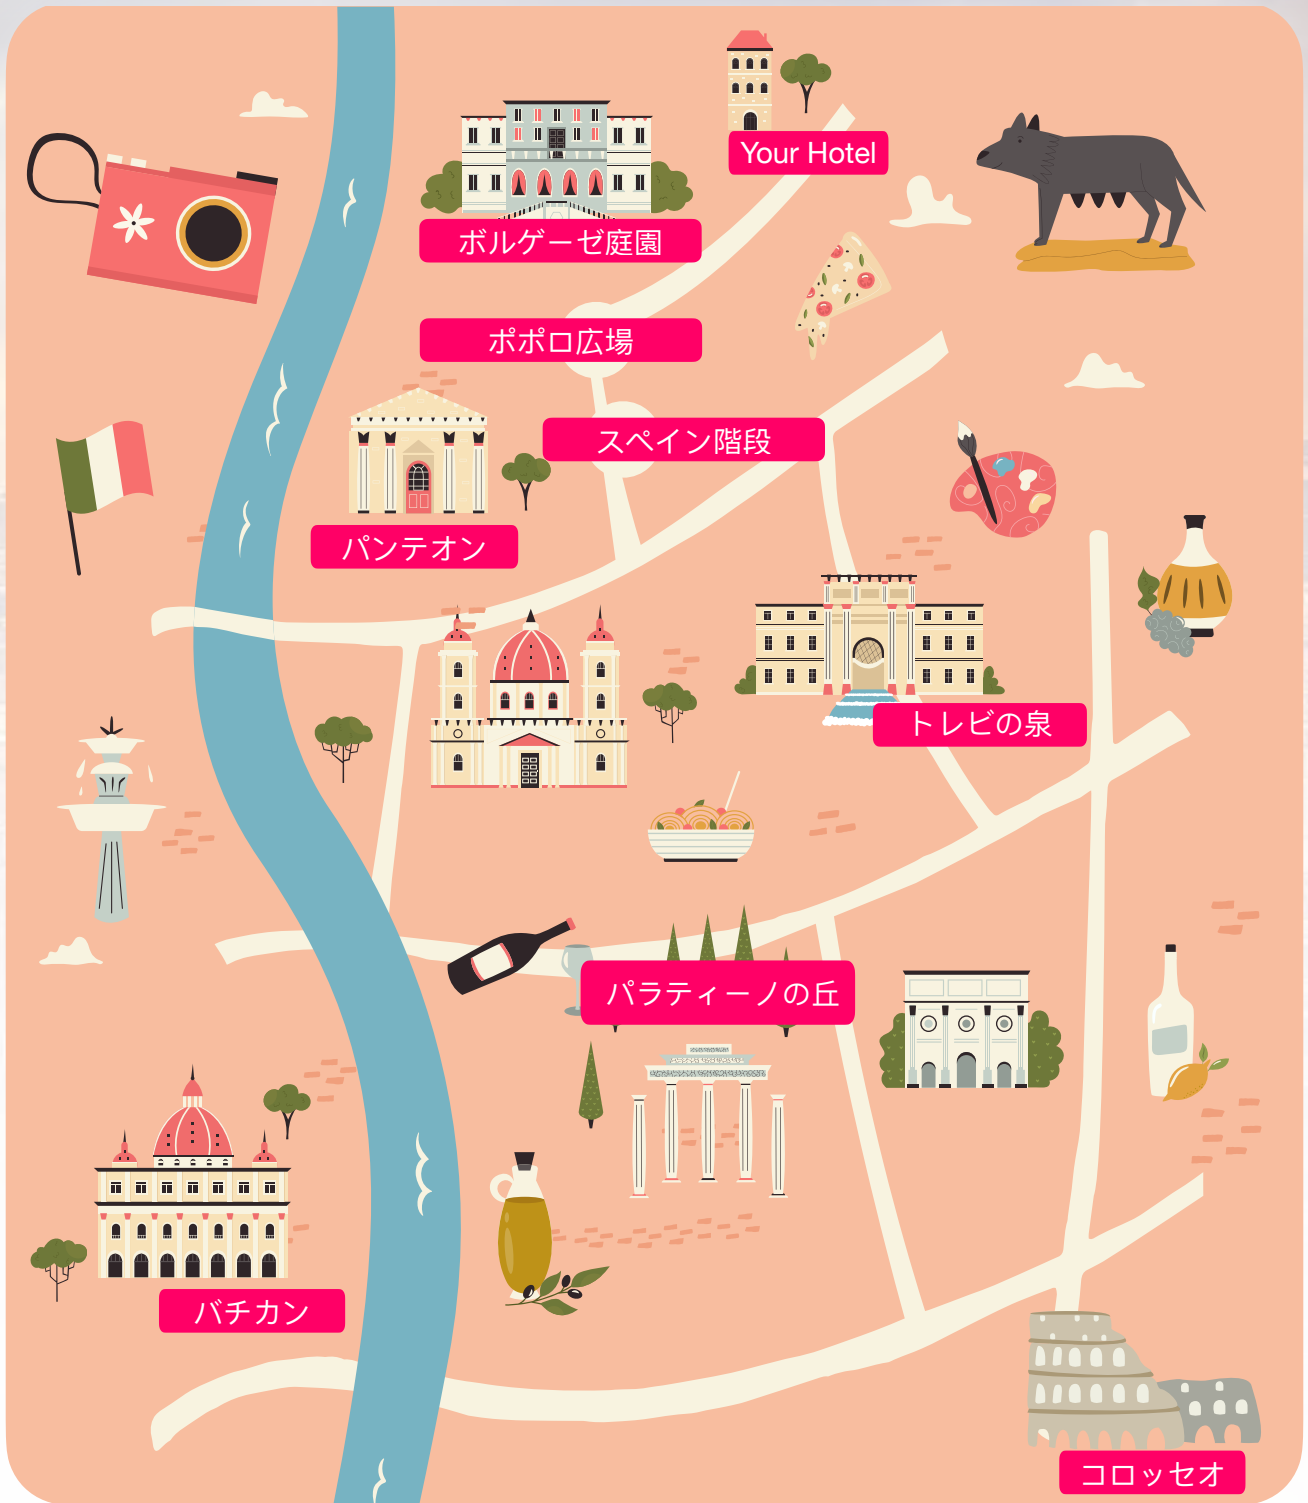 Your Hotel
ボルゲーゼ庭園
ポポロ広場
スペイン階段
パンテオン
トレビの泉
パラティーノの丘
バチカン
コロッセオ